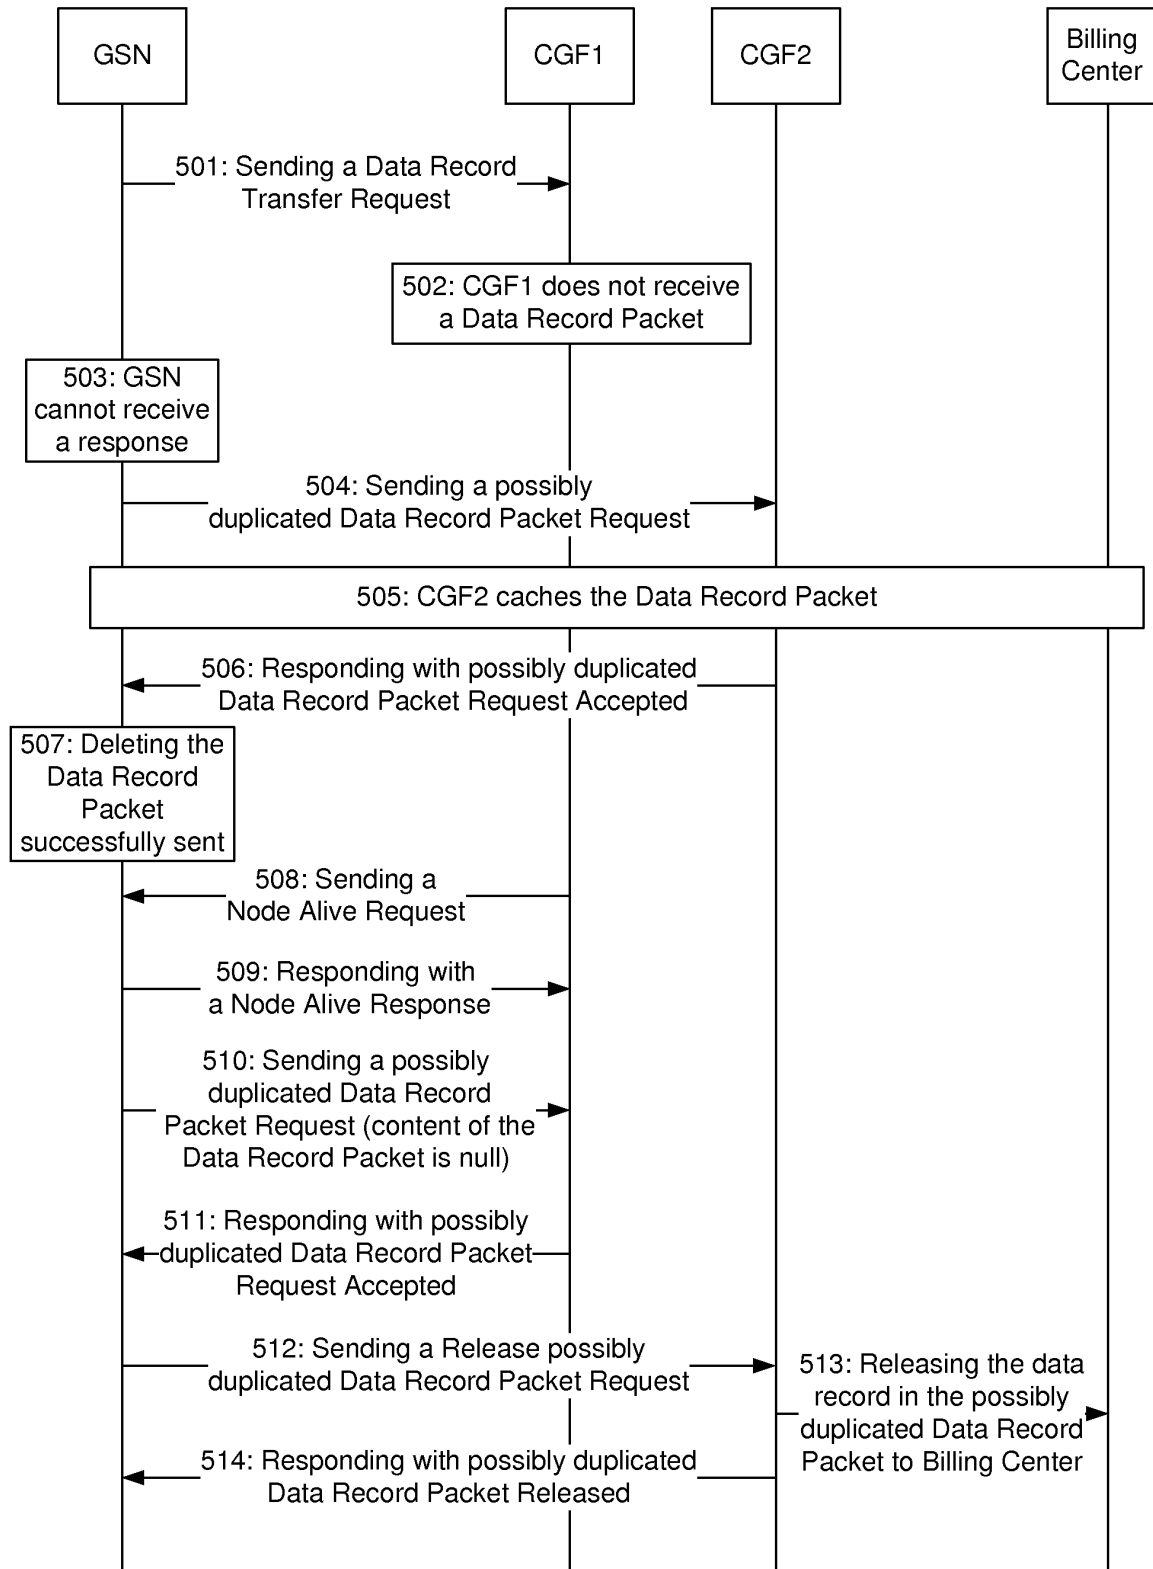 GSN
CGF1
CGF2
Billing
Center
501: Sending a Data Record
Transfer Request
502: CGF1 does not receive
a Data Record Packet
503: GSN
cannot receive
a response
504: Sending a possibly
duplicated Data Record Packet Request
505: CGF2 caches the Data Record Packet
506: Responding with possibly duplicated
Data Record Packet Request Accepted
507: Deleting the
Data Record
Packet
successfully sent
508: Sending a
Node Alive Request
509: Responding with
a Node Alive Response
510: Sending a possibly
duplicated Data Record
Packet Request (content of the
Data Record Packet is null)
511: Responding with possibly
duplicated Data Record Packet
Request Accepted
512: Sending a Release possibly
duplicated Data Record Packet Request
513: Releasing the data
record in the possibly
duplicated Data Record
Packet to Billing Center
514: Responding with possibly duplicated
Data Record Packet Released